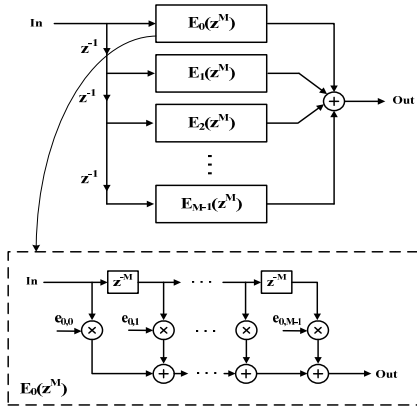 In
E₀(zᴹ)
z⁻¹
E₁(zᴹ)
z⁻¹
E₂(zᴹ)
+
Out
⋮
z⁻¹
E_M-1(zᴹ)
In
z⁻ᴹ
· · ·
z⁻ᴹ
e₀,₀
×
e₀,₁
×
· · ·
×
e₀,M-1
×
+
· · ·
+
+
Out
E₀(zᴹ)